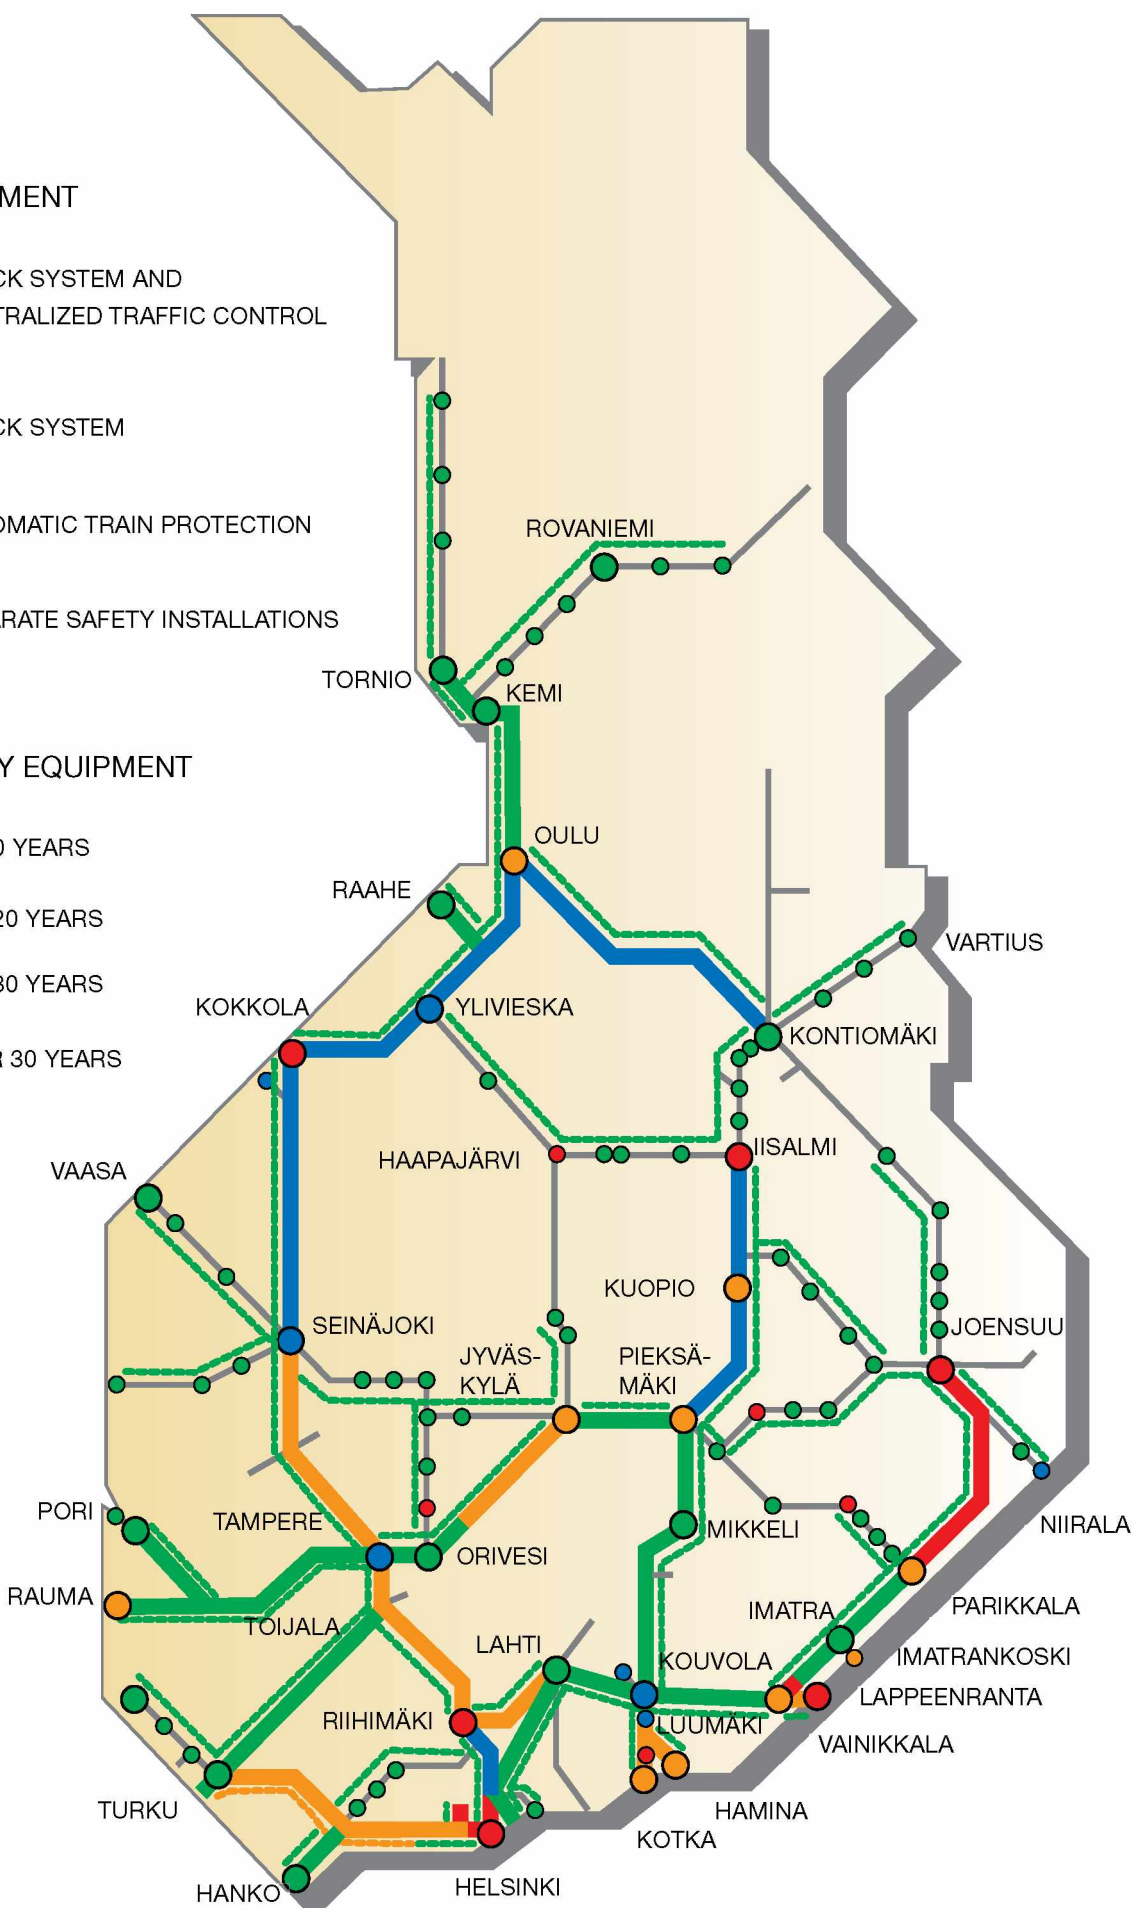 MENT
CK SYSTEM AND
TRALIZED TRAFFIC CONTROL
CK SYSTEM
OMATIC TRAIN PROTECTION
ARATE SAFETY INSTALLATIONS
Y EQUIPMENT
0 YEARS
20 YEARS
30 YEARS
R 30 YEARS
ROVANIEMI
TORNIO
KEMI
OULU
RAAHE
VARTIUS
KOKKOLA
YLIVIESKA
KONTIOMÄKI
HAAPAJÄRVI
IISALMI
VAASA
KUOPIO
SEINÄJOKI
JOENSUU
JYVÄS-
KYLÄ
PIEKSÄ-
MÄKI
PORI
TAMPERE
ORIVESI
MIKKELI
NIIRALA
RAUMA
TOIJALA
PARIKKALA
IMATRA
LAHTI
KOUVOLA
IMATRANKOSKI
LAPPEENRANTA
RIIHIMÄKI
LUUMÄKI
VAINIKKALA
TURKU
HAMINA
KOTKA
HANKO
HELSINKI